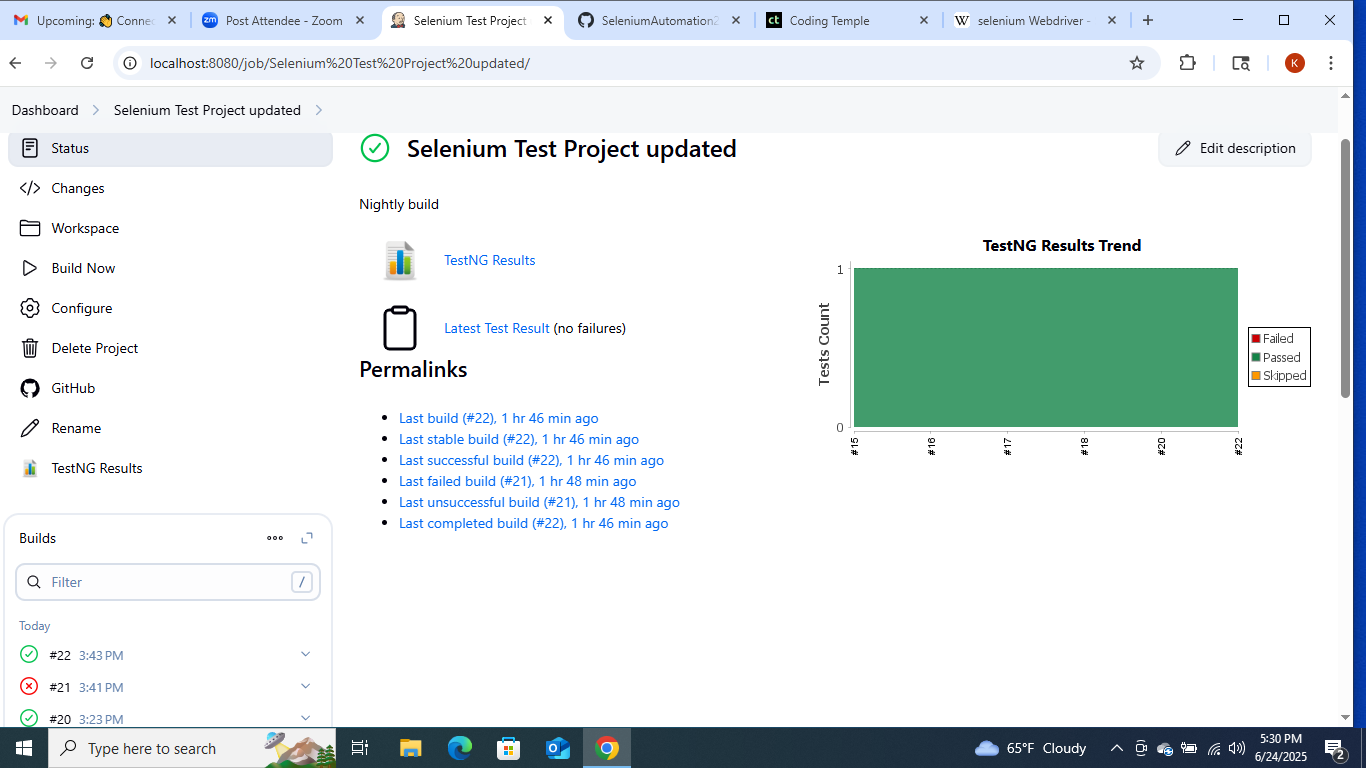 Upcoming: 👏 Connec
Post Attendee - Zoom
Selenium Test Project
SeleniumAutomation2
Coding Temple
selenium Webdriver -
localhost:8080/job/Selenium%20Test%20Project%20updated/
K
Dashboard
Selenium Test Project updated
Status
Changes
Workspace
Build Now
Configure
Delete Project
GitHub
Rename
TestNG Results
Builds
Filter
/
Today
#22 3:43 PM
#21 3:41 PM
#20 3:23 PM
Selenium Test Project updated
Edit description
Nightly build
TestNG Results
Latest Test Result (no failures)
Permalinks
Last build (#22), 1 hr 46 min ago
Last stable build (#22), 1 hr 46 min ago
Last successful build (#22), 1 hr 46 min ago
Last failed build (#21), 1 hr 48 min ago
Last unsuccessful build (#21), 1 hr 48 min ago
Last completed build (#22), 1 hr 46 min ago
TestNG Results Trend
Tests Count
1
0
#15
#16
#17
#18
#20
#22
Failed
Passed
Skipped
Type here to search
65°F Cloudy
5:30 PM
6/24/2025
2